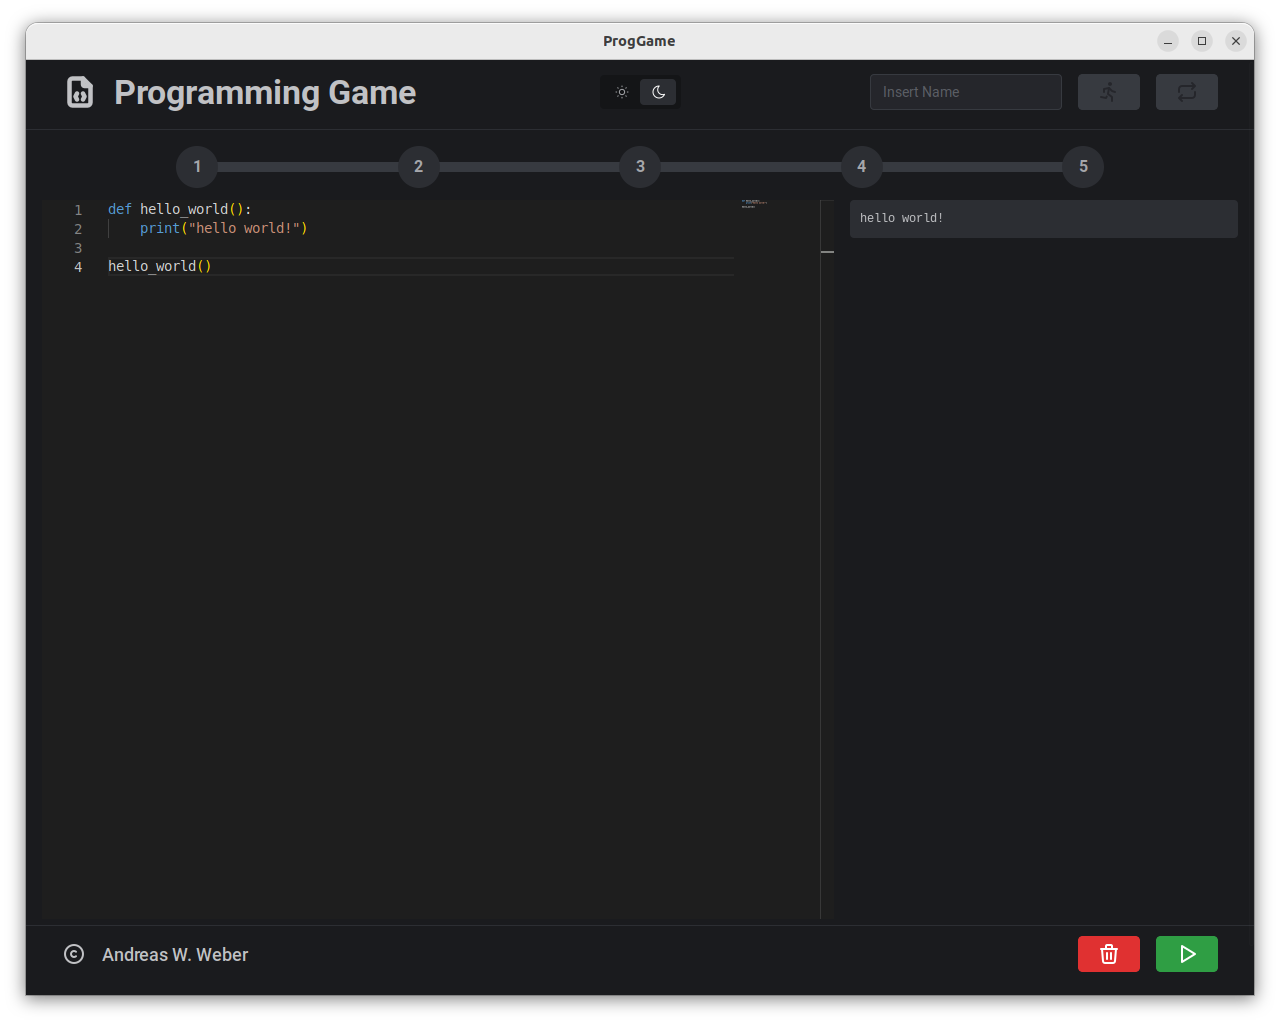 ProgGame
Programming Game
Insert Name
1 2 3 4 5
1 def hello_world():
2     print("hello world!")
3
4 hello_world()
hello world!
© Andreas W. Weber